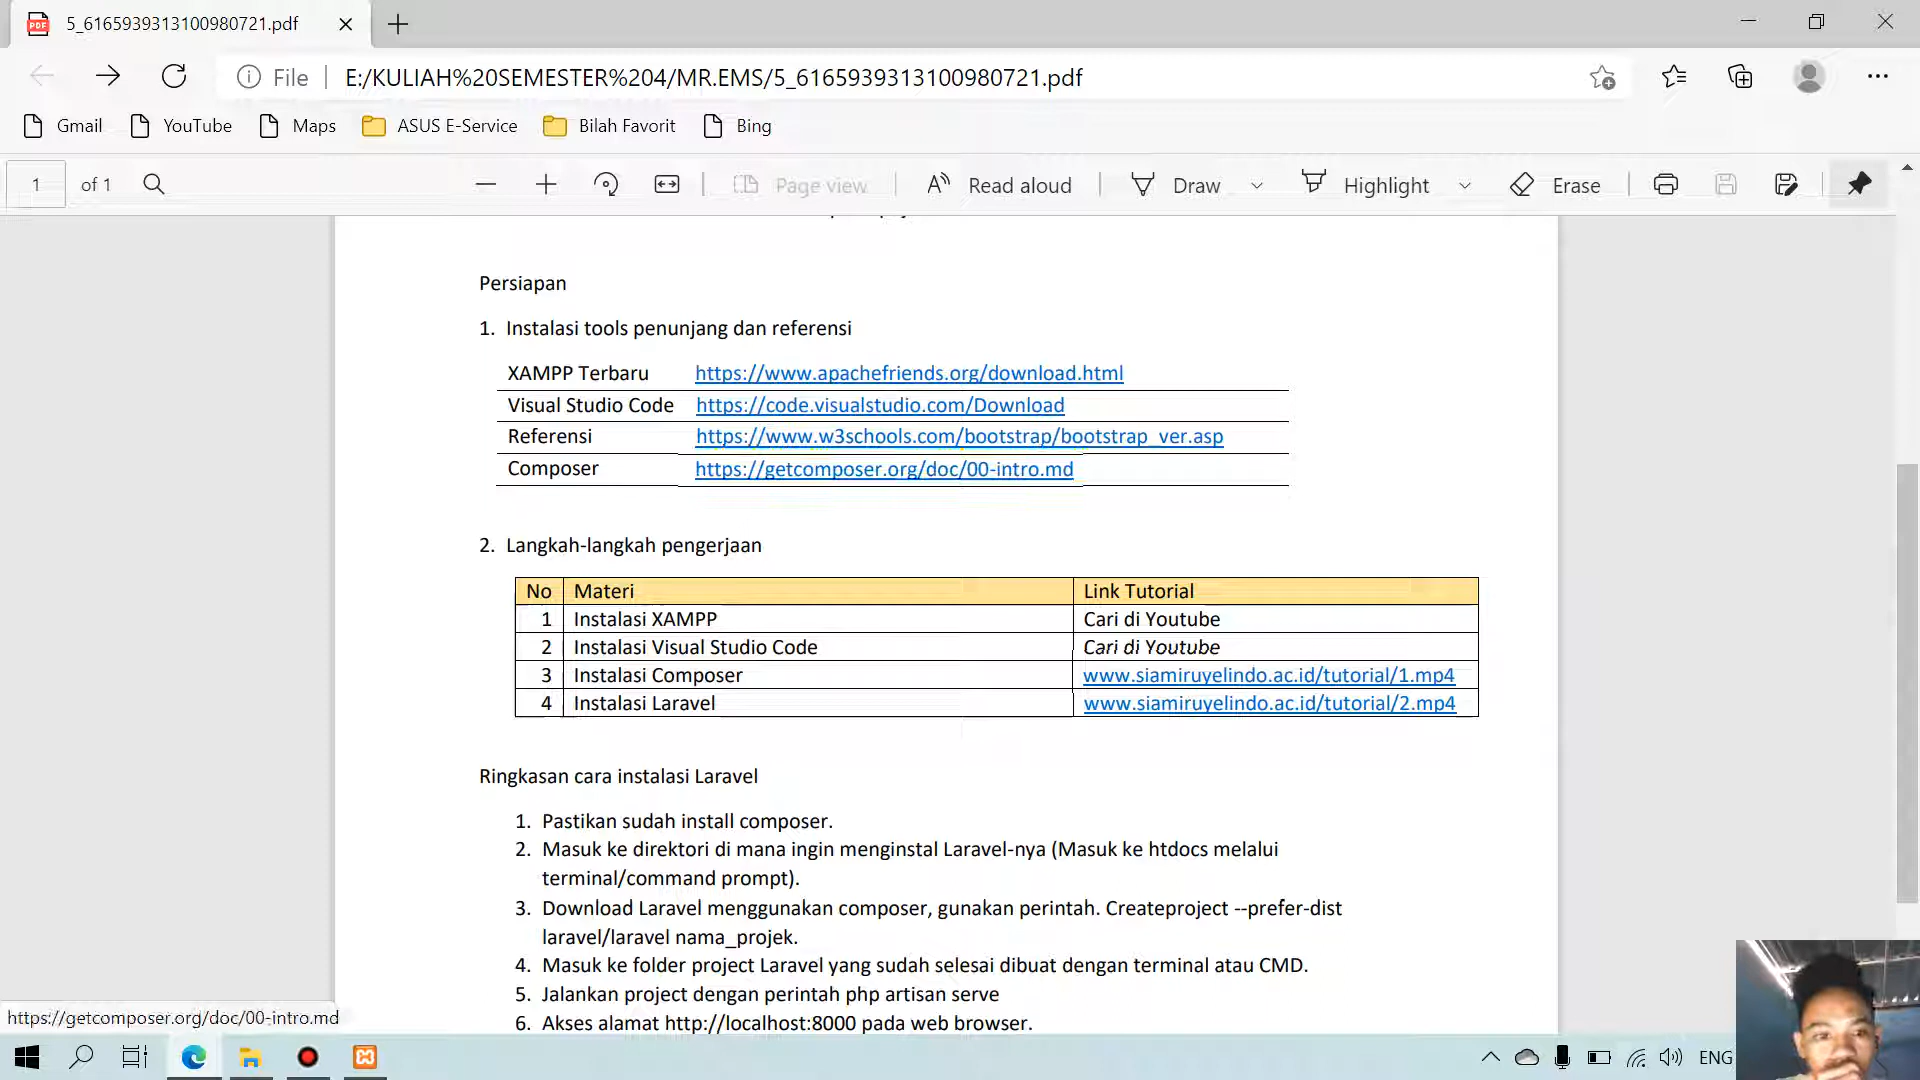 5_6165939313100980721.pdf
File
E:/KULIAH%20SEMESTER%204/MR.EMS/5_6165939313100980721.pdf
Gmail YouTube Maps ASUS E-Service Bilah Favorit Bing
1 of 1 Page view Read aloud Draw Highlight Erase
Persiapan
1. Instalasi tools penunjang dan referensi
XAMPP Terbaru https://www.apachefriends.org/download.html
Visual Studio Code https://code.visualstudio.com/Download
Referensi https://www.w3schools.com/bootstrap/bootstrap_ver.asp
Composer https://getcomposer.org/doc/00-intro.md
2. Langkah-langkah pengerjaan
No Materi Link Tutorial
1 Instalasi XAMPP Cari di Youtube
2 Instalasi Visual Studio Code Cari di Youtube
3 Instalasi Composer www.siamiruyelindo.ac.id/tutorial/1.mp4
4 Instalasi Laravel www.siamiruyelindo.ac.id/tutorial/2.mp4
Ringkasan cara instalasi Laravel
1. Pastikan sudah install composer.
2. Masuk ke direktori di mana ingin menginstal Laravel-nya (Masuk ke htdocs melalui
terminal/command prompt).
3. Download Laravel menggunakan composer, gunakan perintah. Createproject --prefer-dist
laravel/laravel nama_projek.
4. Masuk ke folder project Laravel yang sudah selesai dibuat dengan terminal atau CMD.
5. Jalankan project dengan perintah php artisan serve
6. Akses alamat http://localhost:8000 pada web browser.
https://getcomposer.org/doc/00-intro.md
ENG